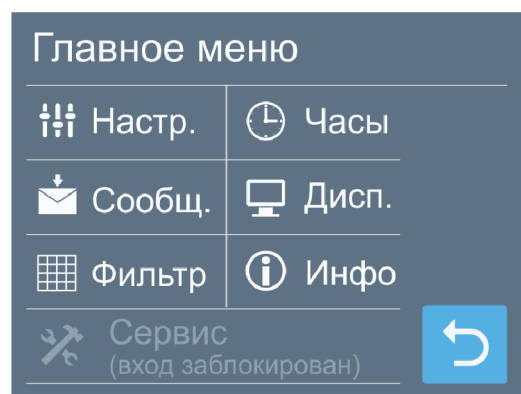 Главное меню
Настр. Часы
Сообщ. Дисп.
Фильтр Инфо
Сервис
(вход заблокирован)